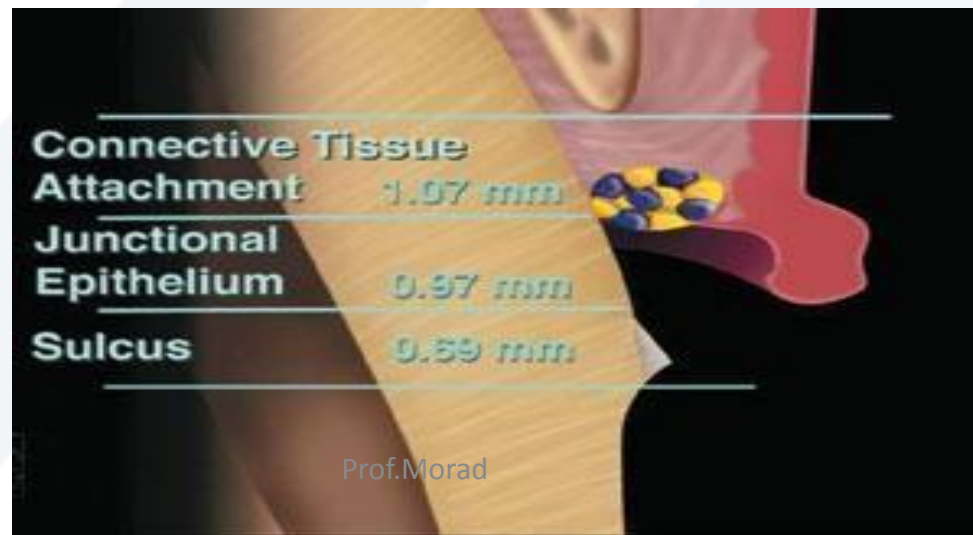 Connective Tissue
Attachment 1.07 mm
Junctional
Epithelium 0.97 mm
Sulcus 0.69 mm
Prof.Morad